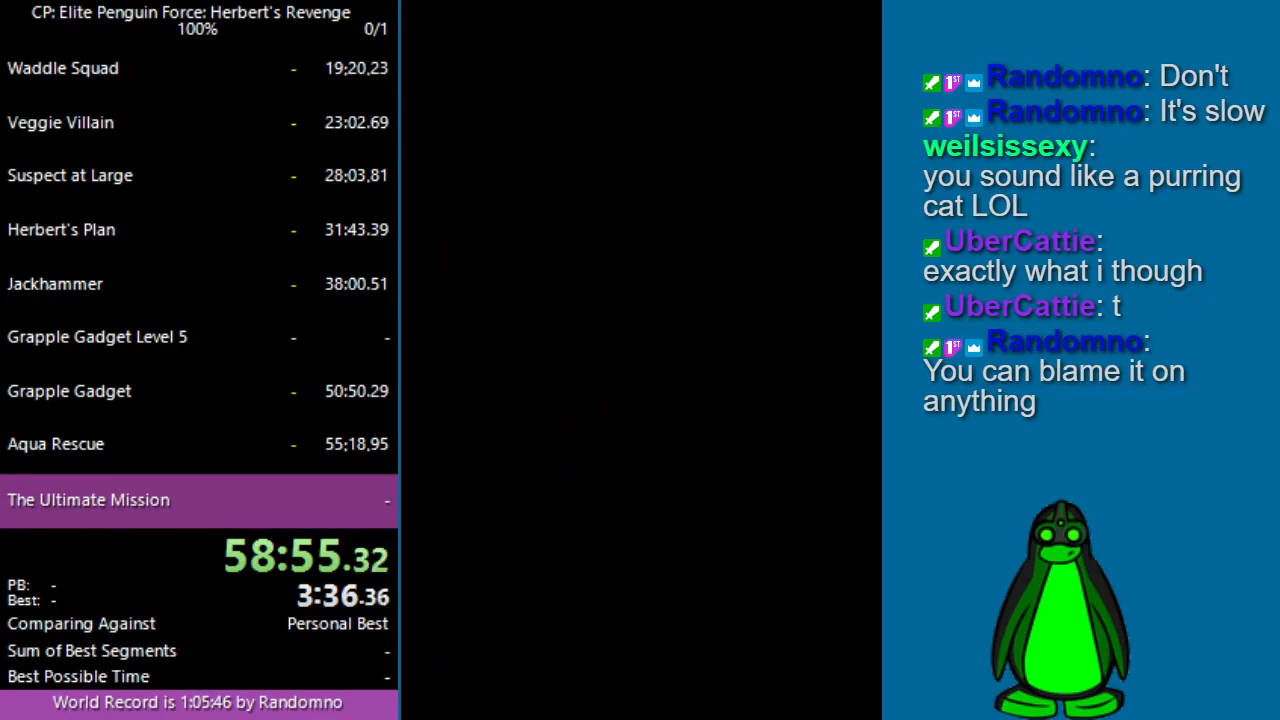 CP: Elite Penguin Force: Herbert's Revenge
100% 0/1
Waddle Squad - 19;20,23
Veggie Villain - 23:02.69
Suspect at Large - 28;03,81
Herbert's Plan - 31:43.39
Jackhammer - 38:00.51
Grapple Gadget Level 5 - -
Grapple Gadget - 50:50.29
Aqua Rescue - 55;18,95
The Ultimate Mission -
58:55.32
PB: -
Best: - 3:36.36
Comparing Against Personal Best
Sum of Best Segments -
Best Possible Time -
World Record is 1:05:46 by Randomno
1ST Randomno: Don't
1ST Randomno: It's slow
weilsissexy:
you sound like a purring
cat LOL
UberCattie:
exactly what i though
UberCattie: t
1ST Randomno:
You can blame it on
anything